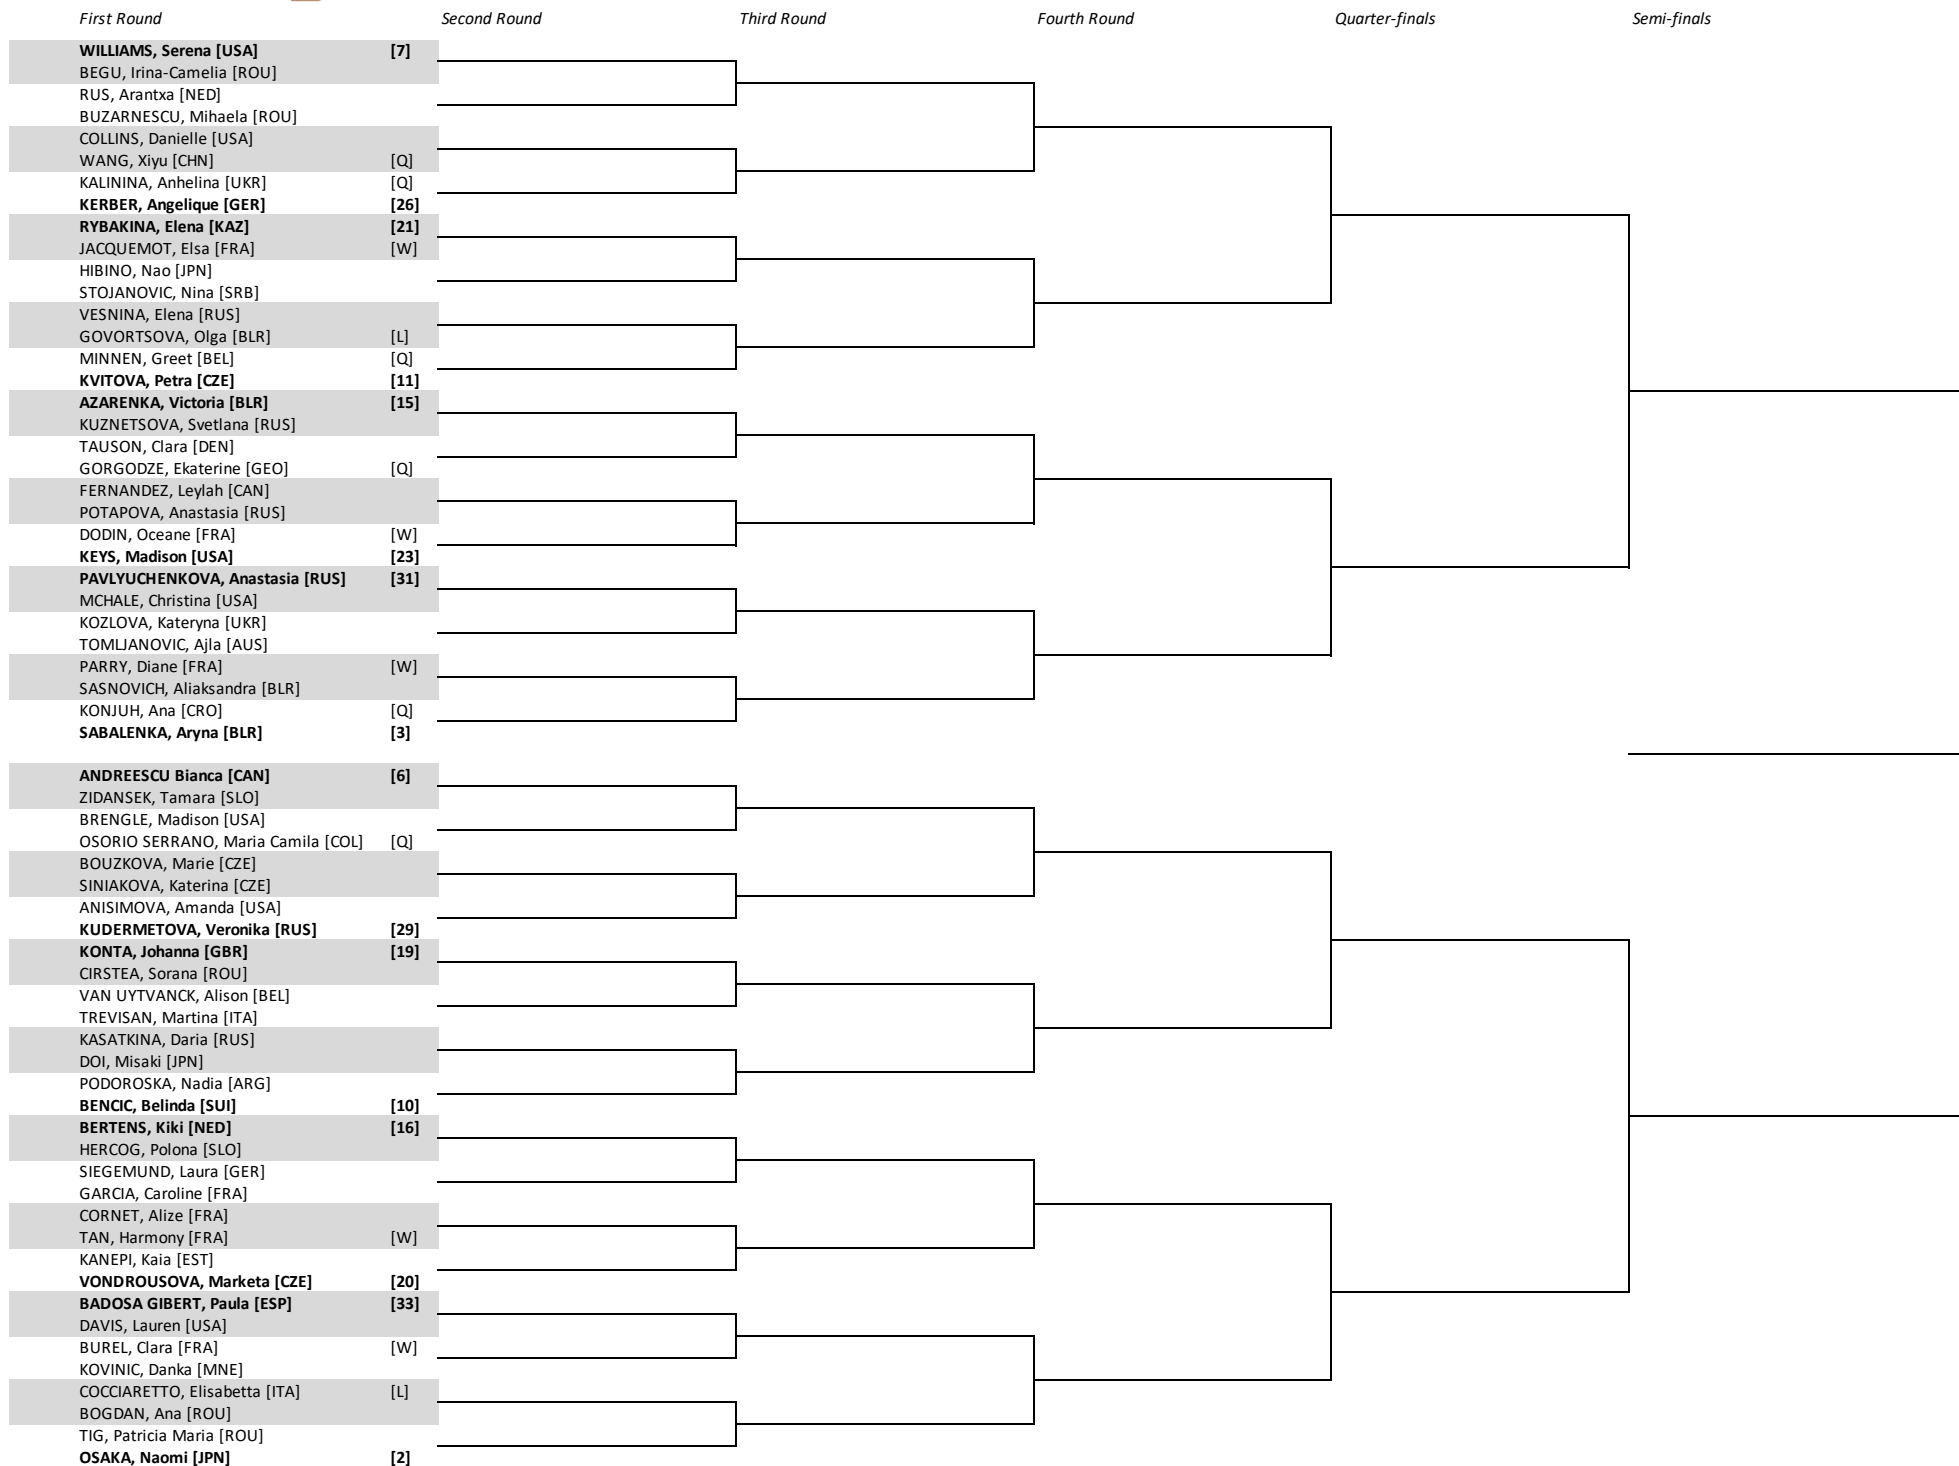 First Round Second Round Third Round Fourth Round Quarter-finals Semi-finals
WILLIAMS, Serena [USA] [7]
BEGU, Irina-Camelia [ROU]
RUS, Arantxa [NED]
BUZARNESCU, Mihaela [ROU]
COLLINS, Danielle [USA]
WANG, Xiyu [CHN] [Q]
KALININA, Anhelina [UKR] [Q]
KERBER, Angelique [GER] [26]
RYBAKINA, Elena [KAZ] [21]
JACQUEMOT, Elsa [FRA] [W]
HIBINO, Nao [JPN]
STOJANOVIC, Nina [SRB]
VESNINA, Elena [RUS]
GOVORTSOVA, Olga [BLR] [L]
MINNEN, Greet [BEL] [Q]
KVITOVA, Petra [CZE] [11]
AZARENKA, Victoria [BLR] [15]
KUZNETSOVA, Svetlana [RUS]
TAUSON, Clara [DEN]
GORGODZE, Ekaterine [GEO] [Q]
FERNANDEZ, Leylah [CAN]
POTAPOVA, Anastasia [RUS]
DODIN, Oceane [FRA] [W]
KEYS, Madison [USA] [23]
PAVLYUCHENKOVA, Anastasia [RUS] [31]
MCHALE, Christina [USA]
KOZLOVA, Kateryna [UKR]
TOMLJANOVIC, Ajla [AUS]
PARRY, Diane [FRA] [W]
SASNOVICH, Aliaksandra [BLR]
KONJUH, Ana [CRO] [Q]
SABALENKA, Aryna [BLR] [3]
ANDREESCU Bianca [CAN] [6]
ZIDANSEK, Tamara [SLO]
BRENGLE, Madison [USA]
OSORIO SERRANO, Maria Camila [COL] [Q]
BOUZKOVA, Marie [CZE]
SINIAKOVA, Katerina [CZE]
ANISIMOVA, Amanda [USA]
KUDERMETOVA, Veronika [RUS] [29]
KONTA, Johanna [GBR] [19]
CIRSTEA, Sorana [ROU]
VAN UYTVANCK, Alison [BEL]
TREVISAN, Martina [ITA]
KASATKINA, Daria [RUS]
DOI, Misaki [JPN]
PODOROSKA, Nadia [ARG]
BENCIC, Belinda [SUI] [10]
BERTENS, Kiki [NED] [16]
HERCOG, Polona [SLO]
SIEGEMUND, Laura [GER]
GARCIA, Caroline [FRA]
CORNET, Alize [FRA]
TAN, Harmony [FRA] [W]
KANEPI, Kaia [EST]
VONDROUSOVA, Marketa [CZE] [20]
BADOSA GIBERT, Paula [ESP] [33]
DAVIS, Lauren [USA]
BUREL, Clara [FRA] [W]
KOVINIC, Danka [MNE]
COCCIARETTO, Elisabetta [ITA] [L]
BOGDAN, Ana [ROU]
TIG, Patricia Maria [ROU]
OSAKA, Naomi [JPN] [2]